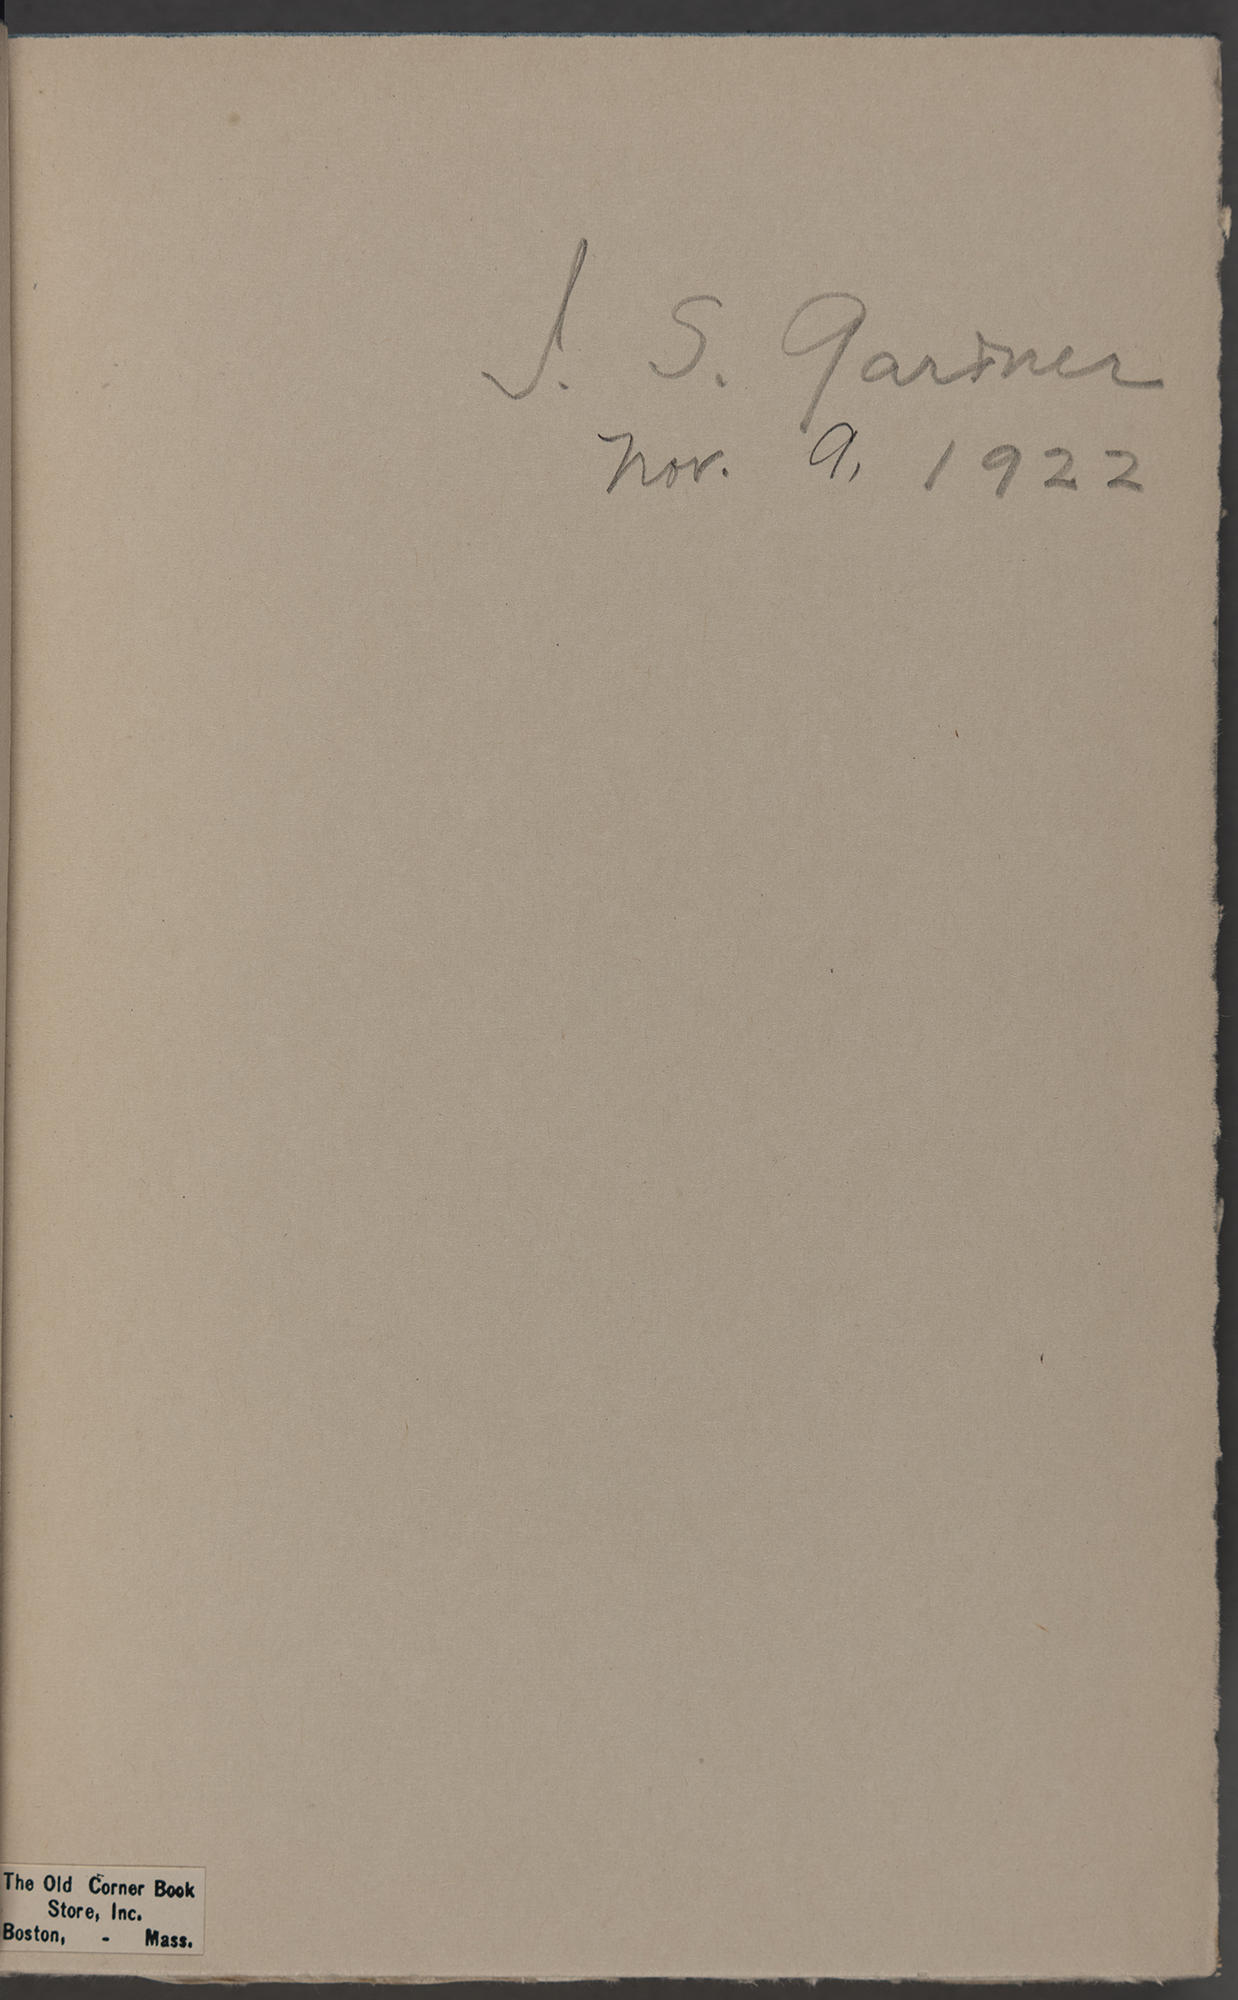 J. S. Gartner
Nov. 9, 1922
The Old Corner Book
Store, Inc.
Boston, - Mass.